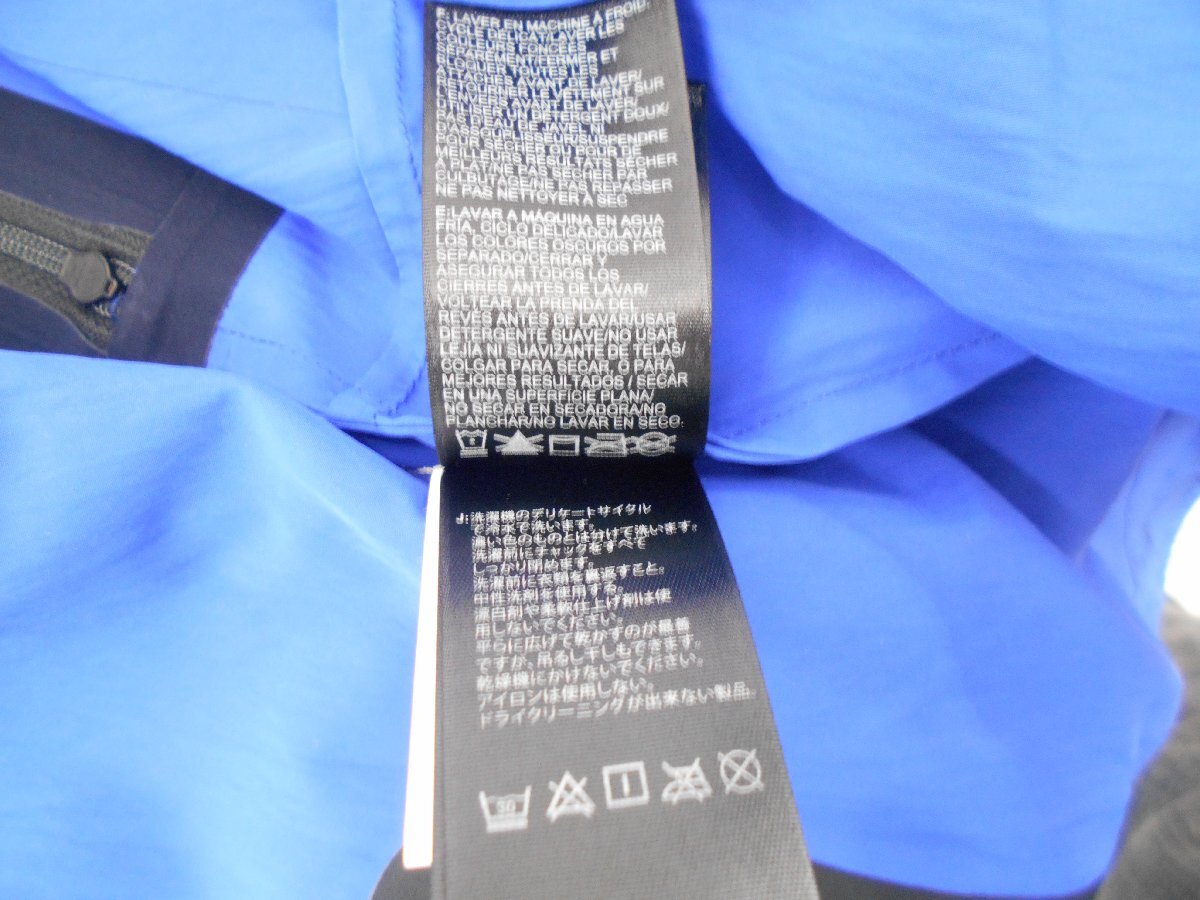 F:LAVER EN MACHINE À FROID,
CYCLE DÉLICAT/LAVER LES
COULEURS FONCÉES
SÉPARÉMENT/FERMER ET
BLOQUER TOUTES LES
ATTACHES AVANT DE LAVER/
RETOURNER LE VÊTEMENT SUR
L'ENVERS AVANT DE LAVER/
UTILISER UN DÉTERGENT DOUX/
PAS D'EAU DE JAVEL NI
D'ASSOUPLISSEUR/SUSPENDRE
POUR SÉCHER OU POUR DE
MEILLEURS RÉSULTATS SÉCHER
À PLAT/NE PAS SÉCHER PAR
CULBUTAGE/NE PAS REPASSER
NE PAS NETTOYER À SEC
E:LAVAR A MÁQUINA EN AGUA
FRÍA, CICLO DELICADO/LAVAR
LOS COLORES OSCUROS POR
SEPARADO/CERRAR Y
ASEGURAR TODOS LOS
CIERRES ANTES DE LAVAR/
VOLTEAR LA PRENDA DEL
REVÉS ANTES DE LAVAR/USAR
DETERGENTE SUAVE/NO USAR
LEJÍA NI SUAVIZANTE DE TELAS/
COLGAR PARA SECAR, O PARA
MEJORES RESULTADOS / SECAR
EN UNA SUPERFICIE PLANA/
NO SECAR EN SECADORA/NO
PLANCHAR/NO LAVAR EN SECO.
J:洗濯機のデリケートサイクル
で冷水で洗います。
濃い色のものとは分けて洗います。
洗濯前にチャックをすべて
しっかり閉めます。
洗濯前に衣類を裏返すこと。
中性洗剤を使用する。
漂白剤や柔軟仕上げ剤は使
用しないでください。
平らに広げて乾かすのが最善
ですが、吊るし干しもできます。
乾燥機にかけないでください。
アイロンは使用しない。
ドライクリーニングが出来ない製品。
30